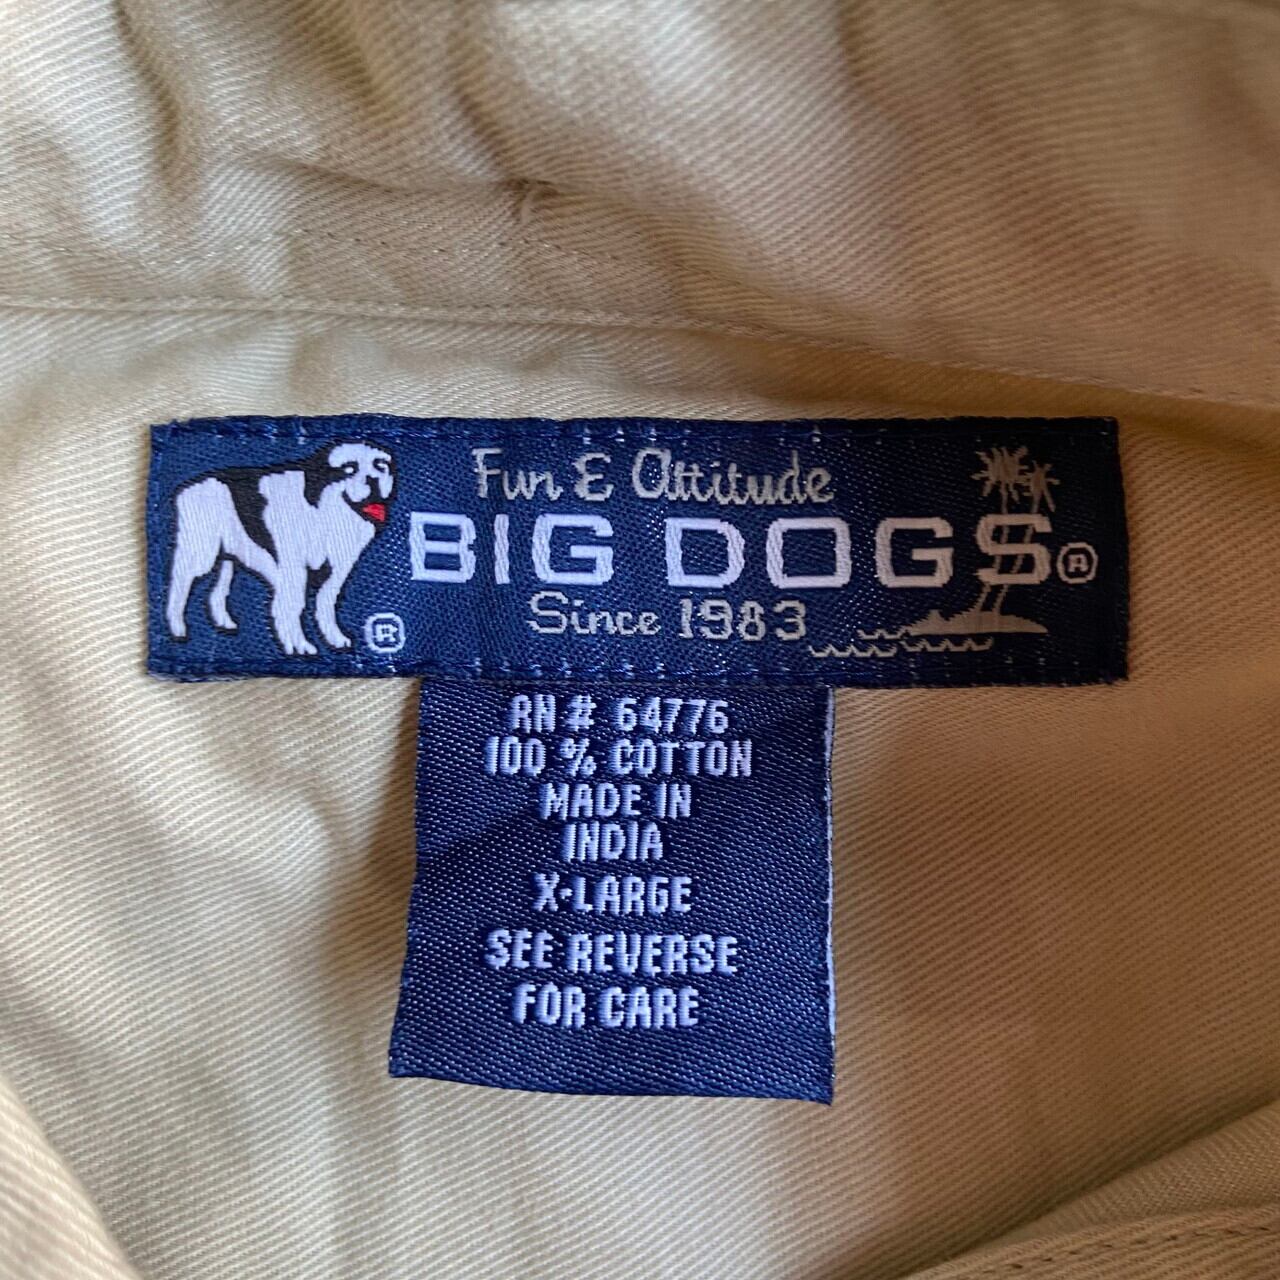 Fun & Attitude
BIG DOGS®
Since 1983
®
RN # 64776
100 % COTTON
MADE IN
INDIA
X-LARGE
SEE REVERSE
FOR CARE